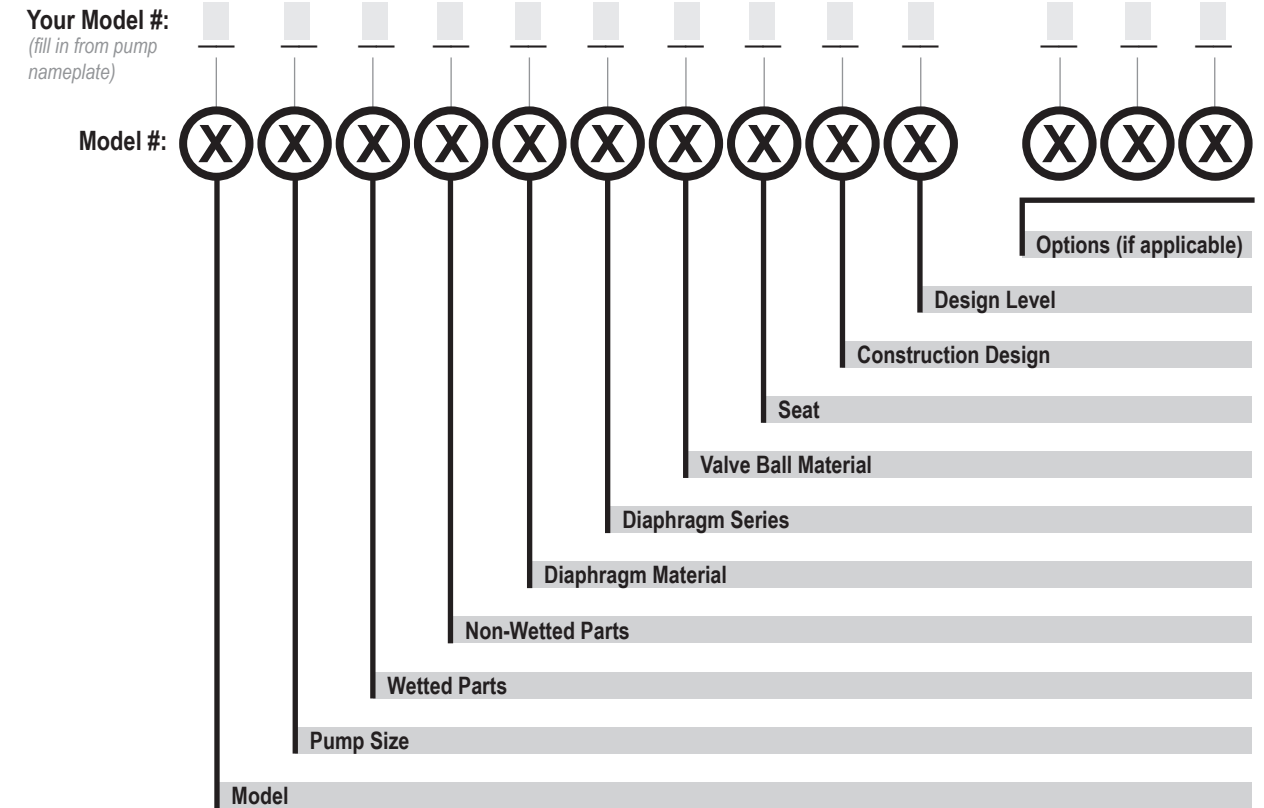 Your Model #:
(fill in from pump
nameplate)
Model #: X X X X X X X X X X X X X
Options (if applicable)
Design Level
Construction Design
Seat
Valve Ball Material
Diaphragm Series
Diaphragm Material
Non-Wetted Parts
Wetted Parts
Pump Size
Model